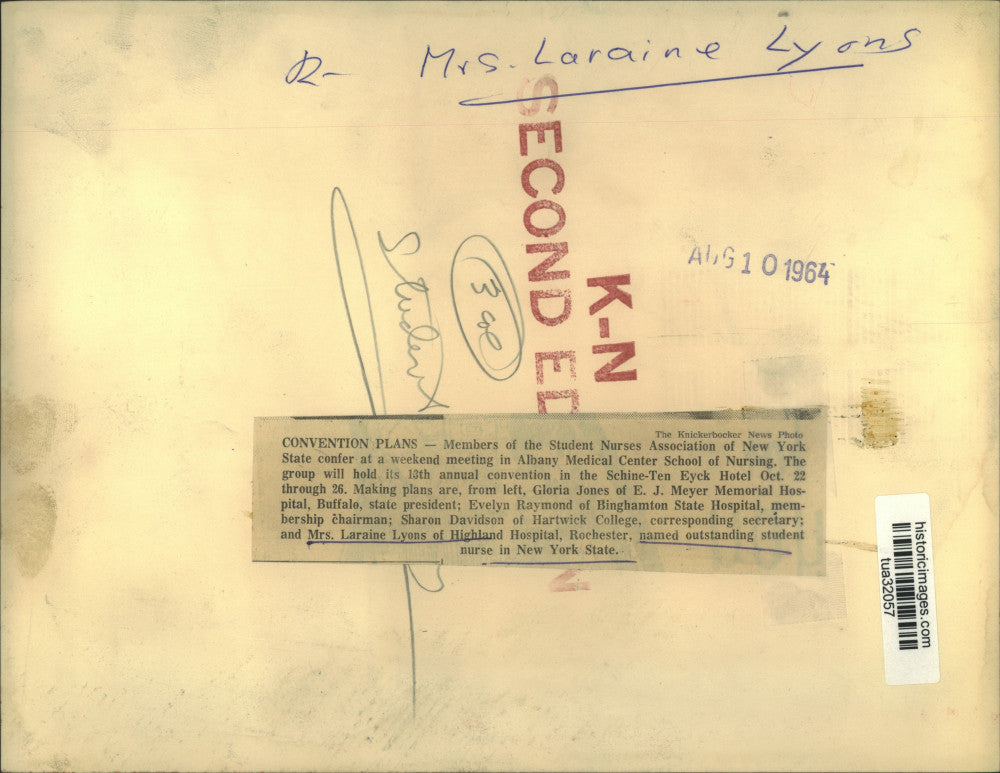 R- Mrs. Laraine Lyons
SECOND ED
K-N
AUG 10 1964
Student
3 col
The Knickerbocker News Photo
CONVENTION PLANS — Members of the Student Nurses Association of New York
State confer at a weekend meeting in Albany Medical Center School of Nursing. The
group will hold its 13th annual convention in the Schine-Ten Eyck Hotel Oct. 22
through 26. Making plans are, from left, Gloria Jones of E. J. Meyer Memorial Hos-
pital, Buffalo, state president; Evelyn Raymond of Binghamton State Hospital, mem-
bership chairman; Sharon Davidson of Hartwick College, corresponding secretary;
and Mrs. Laraine Lyons of Highland Hospital, Rochester, named outstanding student
nurse in New York State.
N
historicimages.com
tua32057